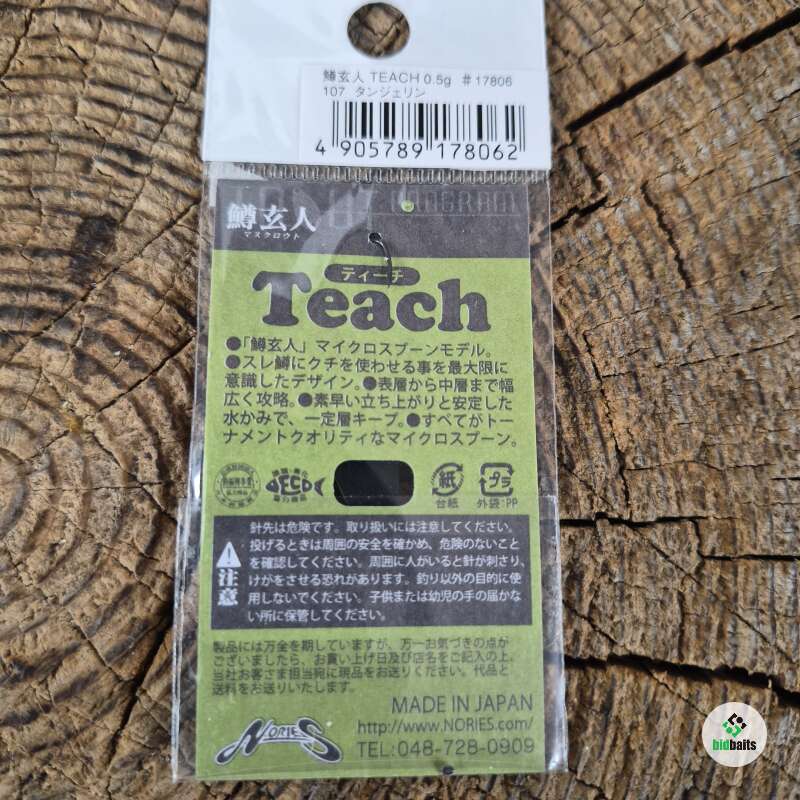 鱒玄人 TEACH 0.5g ＃17806
107 タンジェリン
4 905789 178062
鱒玄人
マスクロウト
ティーチ
Teach
●「鱒玄人」マイクロスプーンモデル。
●スレ鱒にクチを使わせる事を最大限に
意識したデザイン。●表層から中層まで幅
広く攻略。●素早い立ち上がりと安定した
水かみで、一定層キープ。●すべてがトー
ナメントクオリティなマイクロスプーン。
ECO
紙
プラ
台紙
外袋:PP
針先は危険です。取り扱いには注意してください。
投げるときは周囲の安全を確かめ、危険のないこと
を確認してください。周囲に人がいると針が刺さり、
けがをさせる恐れがあります。釣り以外の目的に使
用しないでください。子供または幼児の手の届かな
い所に保管してください。
注意
製品には万全を期していますが、万一お気づきの点が
ございましたら、お買い上げ日及び店名をご記入の上、
当社お客さま担当宛に現品をお送りください。代品と
送料をお送りいたします。
MADE IN JAPAN
http://www.NORIES.com/
TEL:048-728-0909
NORIES
bidbaits